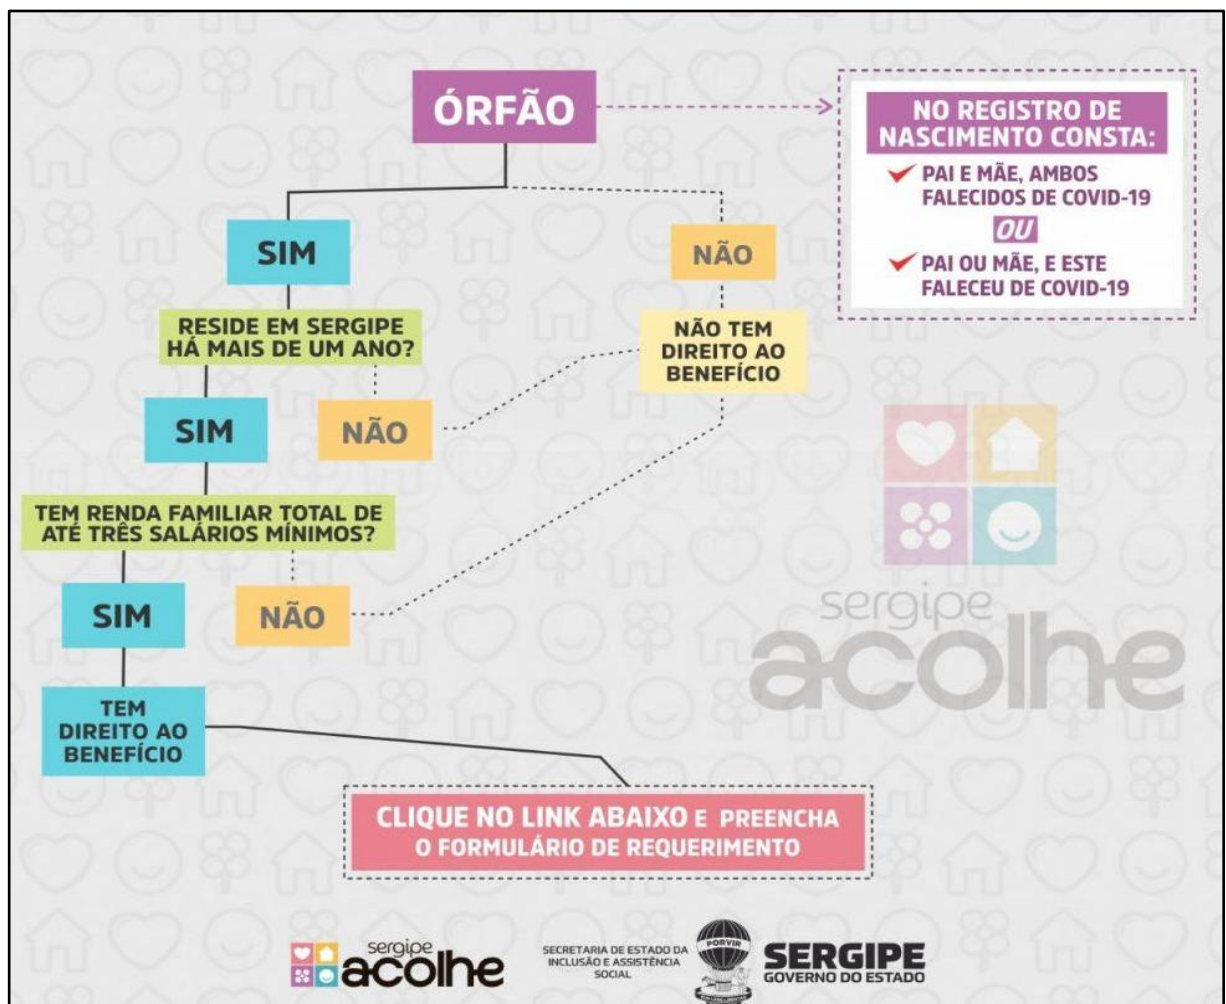 ÓRFÃO
NO REGISTRO DE
NASCIMENTO CONSTA:
PAI E MÃE, AMBOS
FALECIDOS DE COVID-19
OU
PAI OU MÃE, E ESTE
FALECEU DE COVID-19
SIM
NÃO
RESIDE EM SERGIPE
HÁ MAIS DE UM ANO?
NÃO TEM
DIREITO AO
BENEFÍCIO
SIM
NÃO
TEM RENDA FAMILIAR TOTAL DE
ATÉ TRÊS SALÁRIOS MÍNIMOS?
SIM
NÃO
sergipe
acolhe
TEM
DIREITO AO
BENEFÍCIO
CLIQUE NO LINK ABAIXO E PREENCHA
O FORMULÁRIO DE REQUERIMENTO
sergipe
acolhe
SECRETARIA DE ESTADO DA
INCLUSÃO E ASSISTÊNCIA
SOCIAL
PORVIR
SERGIPE
GOVERNO DO ESTADO